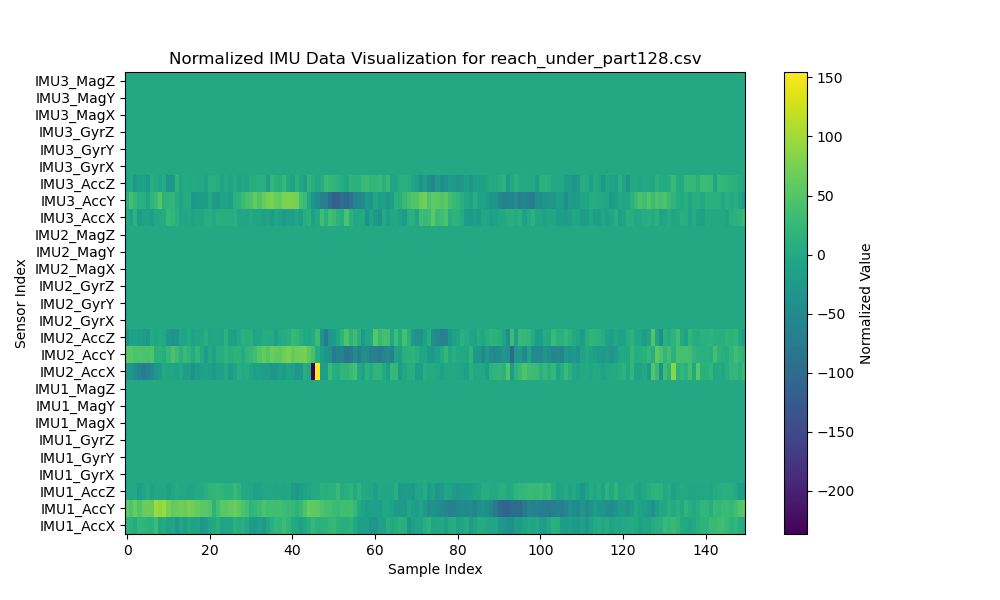 Normalized IMU Data Visualization for reach_under_part128.csv
IMU3_MagZ
IMU3_MagY
IMU3_MagX
IMU3_GyrZ
IMU3_GyrY
IMU3_GyrX
IMU3_AccZ
IMU3_AccY
IMU3_AccX
IMU2_MagZ
IMU2_MagY
IMU2_MagX
IMU2_GyrZ
IMU2_GyrY
IMU2_GyrX
IMU2_AccZ
IMU2_AccY
IMU2_AccX
IMU1_MagZ
IMU1_MagY
IMU1_MagX
IMU1_GyrZ
IMU1_GyrY
IMU1_GyrX
IMU1_AccZ
IMU1_AccY
IMU1_AccX
Sensor Index
0 20 40 60 80 100 120 140
Sample Index
150
100
50
0
−50
−100
−150
−200
Normalized Value